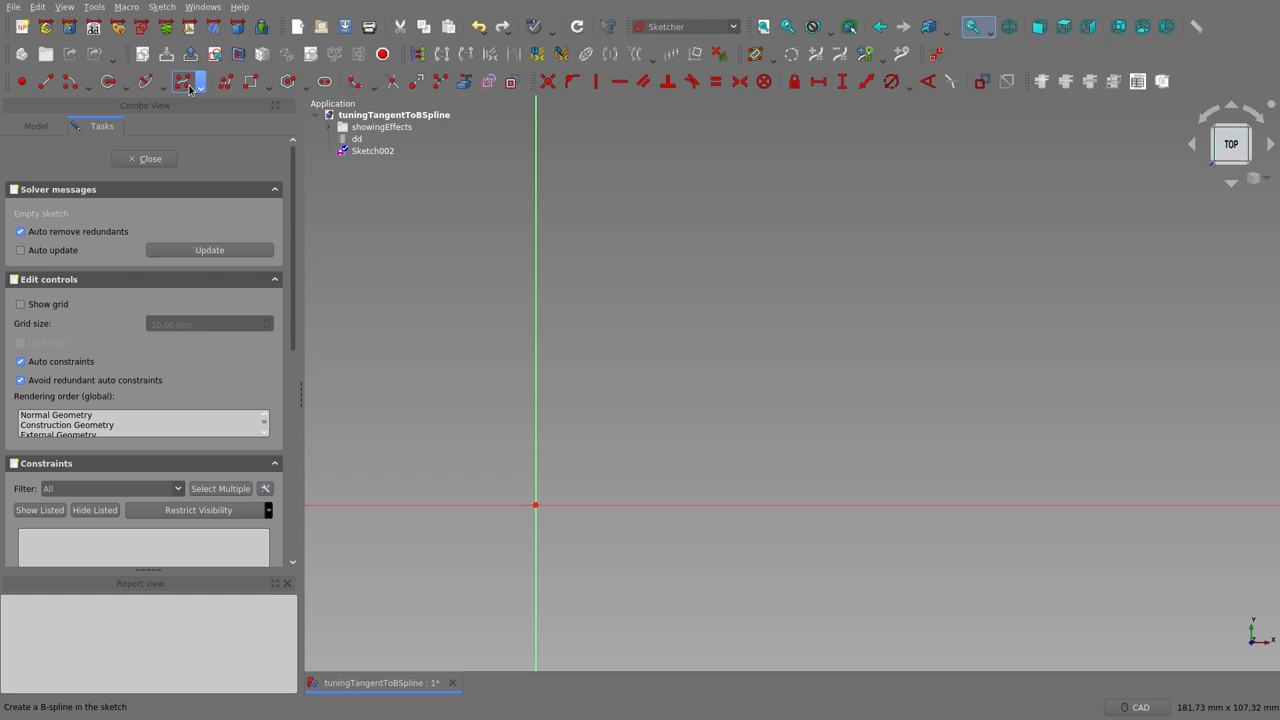 File Edit View Tools Macro Sketch Windows Help
Sketcher
Combo View
Model Tasks
Close
Solver messages
Empty sketch
Auto remove redundants
Auto update Update
Edit controls
Show grid
Grid size: 10.00 mm
Grid snap
Auto constraints
Avoid redundant auto constraints
Rendering order (global):
Normal Geometry
Construction Geometry
External Geometry
Constraints
Filter: All Select Multiple
Show Listed Hide Listed Restrict Visibility
Report view
Application
tuningTangentToBSpline
showingEffects
dd
Sketch002
TOP
Y
Z X
tuningTangentToBSpline : 1*
Create a B-spline in the sketch
CAD 181,73 mm x 107,32 mm